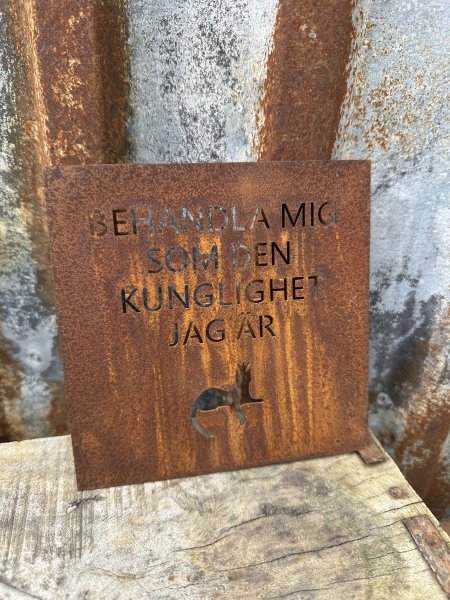 BEHANDLA MIG
SOM DEN
KUNGLIGHET
JAG ÄR